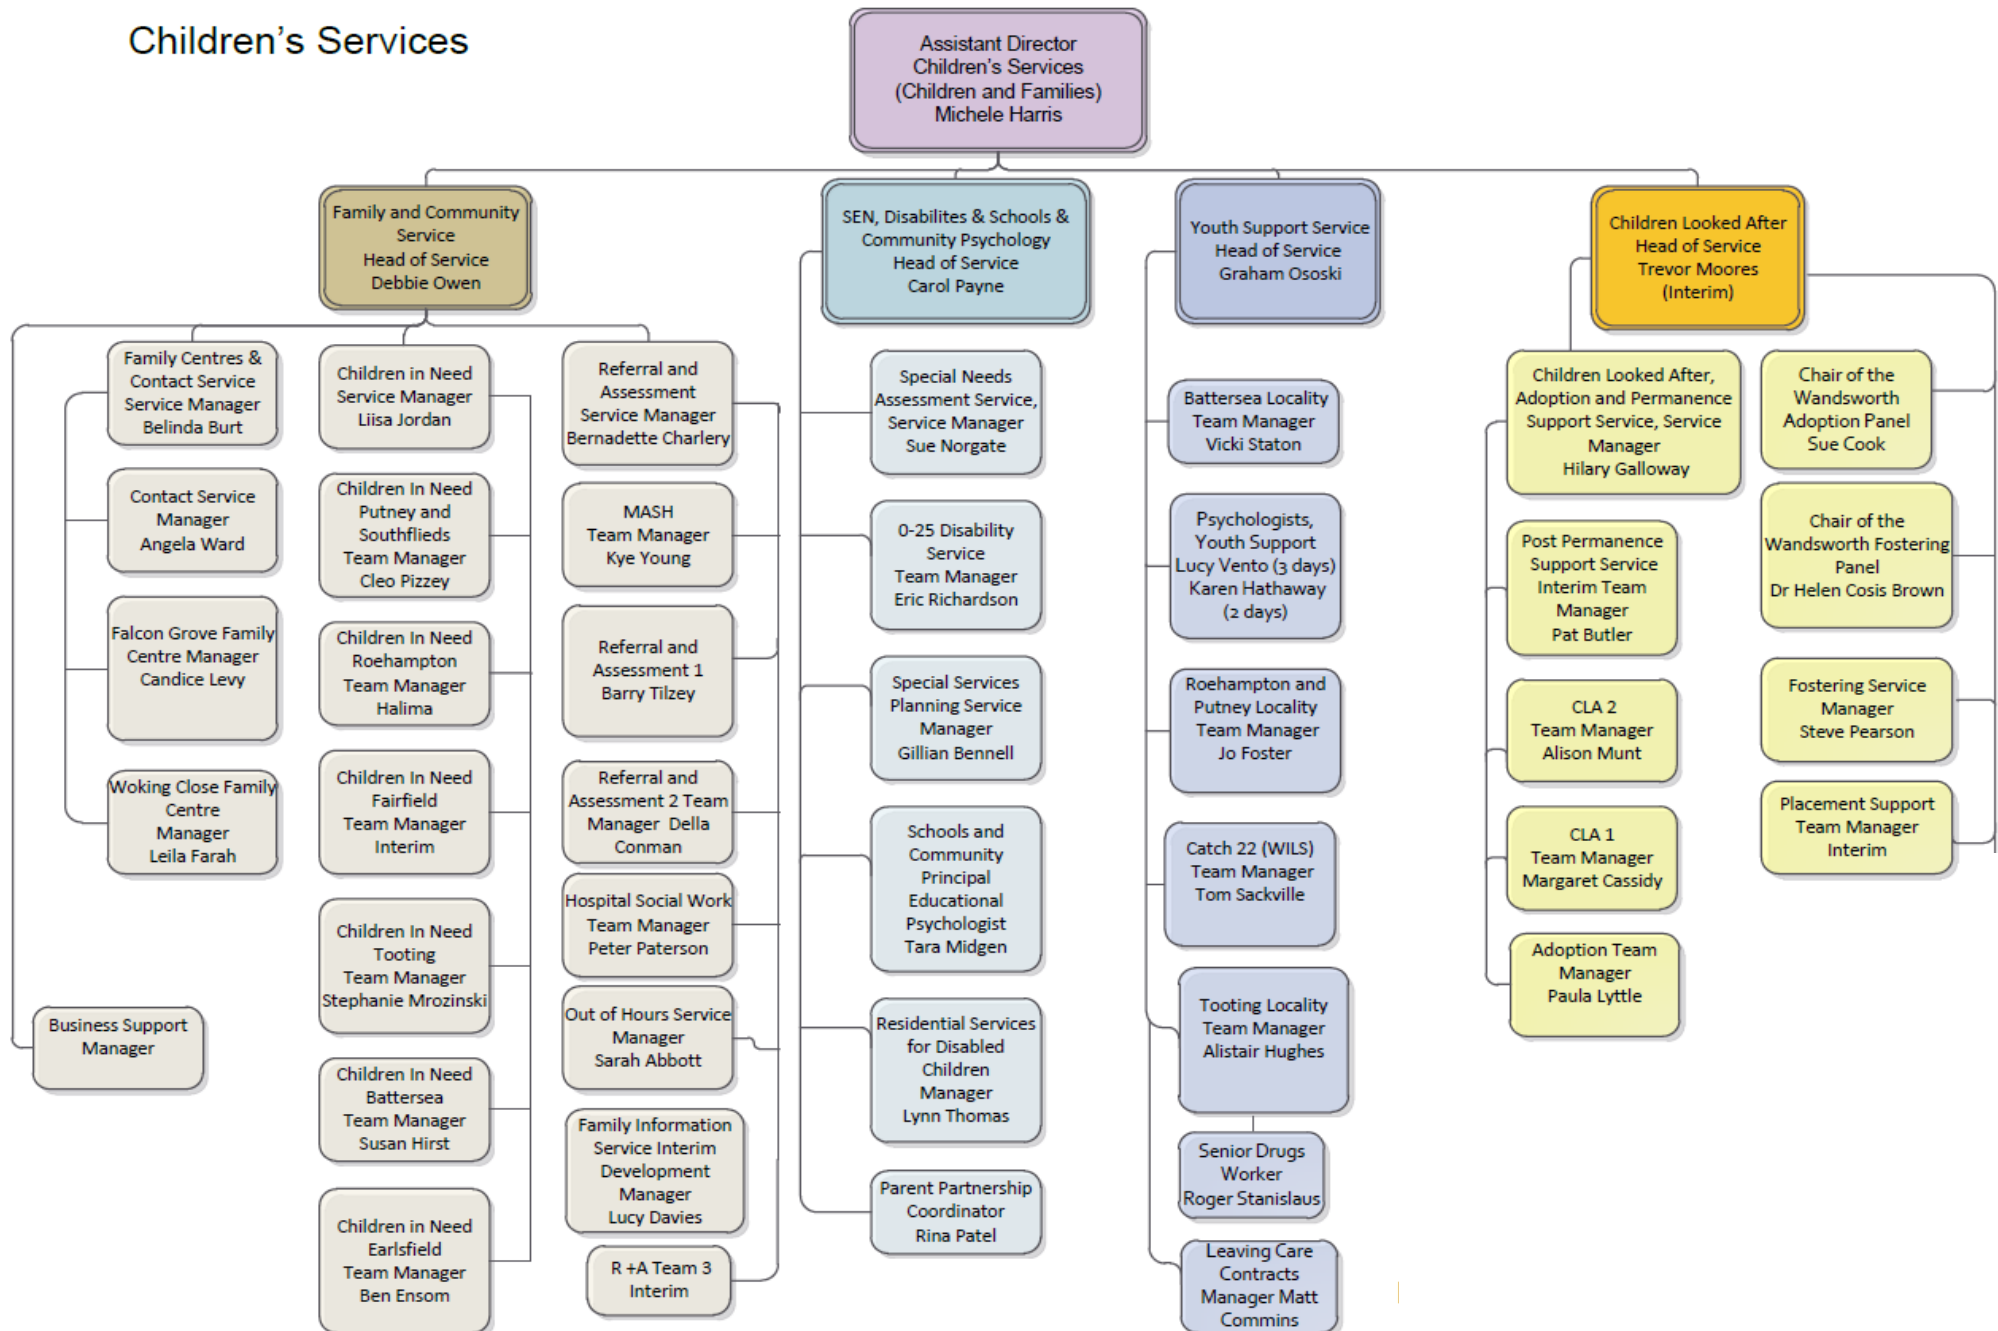 Children's Services
Assistant Director
Children's Services
(Children and Families)
Michele Harris
Family and Community
Service
Head of Service
Debbie Owen
SEN, Disabilites & Schools &
Community Psychology
Head of Service
Carol Payne
Youth Support Service
Head of Service
Graham Ososki
Children Looked After
Head of Service
Trevor Moores
(Interim)
Family Centres &
Contact Service
Service Manager
Belinda Burt
Contact Service
Manager
Angela Ward
Falcon Grove Family
Centre Manager
Candice Levy
Woking Close Family
Centre
Manager
Leila Farah
Business Support
Manager
Children in Need
Service Manager
Liisa Jordan
Children In Need
Putney and
Southflieds
Team Manager
Cleo Pizzey
Children In Need
Roehampton
Team Manager
Halima
Children In Need
Fairfield
Team Manager
Interim
Children In Need
Tooting
Team Manager
Stephanie Mrozinski
Children In Need
Battersea
Team Manager
Susan Hirst
Children in Need
Earlsfield
Team Manager
Ben Ensom
Referral and
Assessment
Service Manager
Bernadette Charlery
MASH
Team Manager
Kye Young
Referral and
Assessment 1
Barry Tilzey
Referral and
Assessment 2 Team
Manager Della
Conman
Hospital Social Work
Team Manager
Peter Paterson
Out of Hours Service
Manager
Sarah Abbott
Family Information
Service Interim
Development
Manager
Lucy Davies
R +A Team 3
Interim
Special Needs
Assessment Service,
Service Manager
Sue Norgate
0-25 Disability
Service
Team Manager
Eric Richardson
Special Services
Planning Service
Manager
Gillian Bennell
Schools and
Community
Principal
Educational
Psychologist
Tara Midgen
Residential Services
for Disabled
Children
Manager
Lynn Thomas
Parent Partnership
Coordinator
Rina Patel
Battersea Locality
Team Manager
Vicki Staton
Psychologists,
Youth Support
Lucy Vento (3 days)
Karen Hathaway
(2 days)
Roehampton and
Putney Locality
Team Manager
Jo Foster
Catch 22 (WILS)
Team Manager
Tom Sackville
Tooting Locality
Team Manager
Alistair Hughes
Senior Drugs
Worker
Roger Stanislaus
Leaving Care
Contracts
Manager Matt
Commins
Children Looked After,
Adoption and Permanence
Support Service, Service
Manager
Hilary Galloway
Post Permanence
Support Service
Interim Team
Manager
Pat Butler
CLA 2
Team Manager
Alison Munt
CLA 1
Team Manager
Margaret Cassidy
Adoption Team
Manager
Paula Lyttle
Chair of the
Wandsworth
Adoption Panel
Sue Cook
Chair of the
Wandsworth Fostering
Panel
Dr Helen Cosis Brown
Fostering Service
Manager
Steve Pearson
Placement Support
Team Manager
Interim